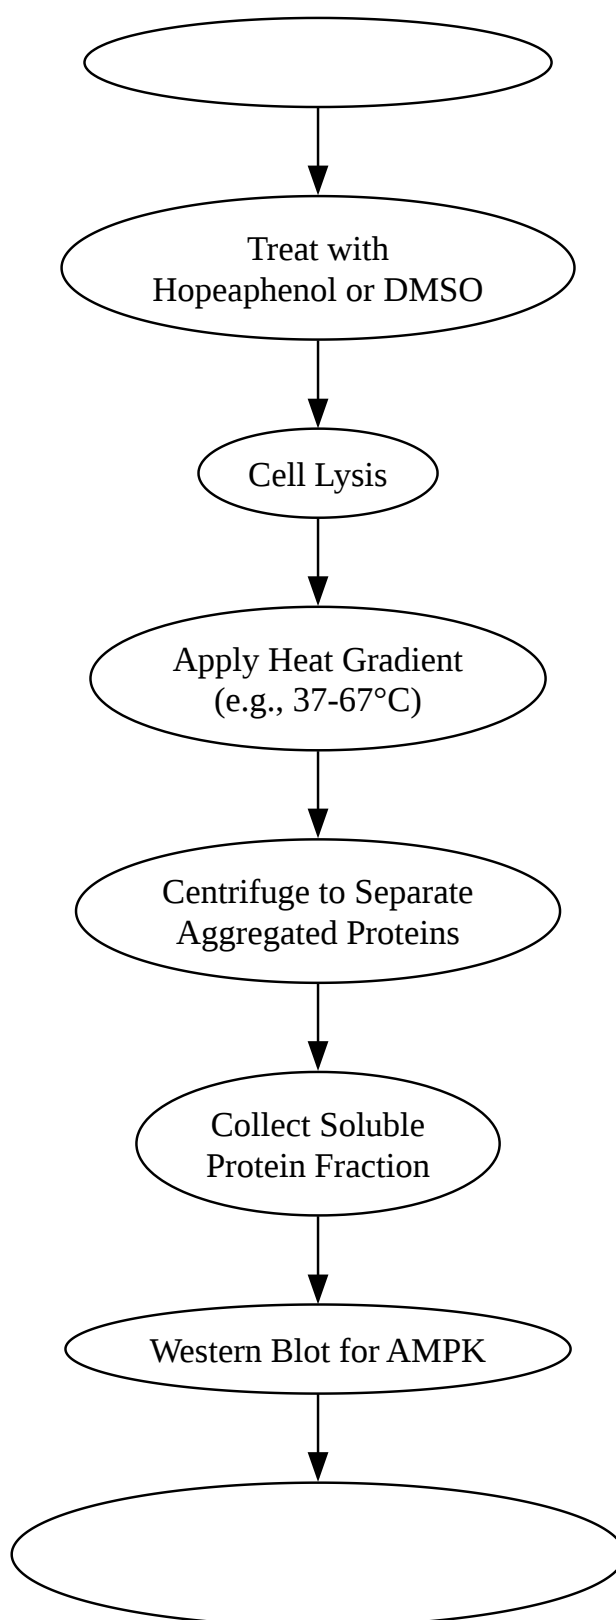 Treat with
Hopeaphenol or DMSO
Cell Lysis
Apply Heat Gradient
(e.g., 37-67°C)
Centrifuge to Separate
Aggregated Proteins
Collect Soluble
Protein Fraction
Western Blot for AMPK